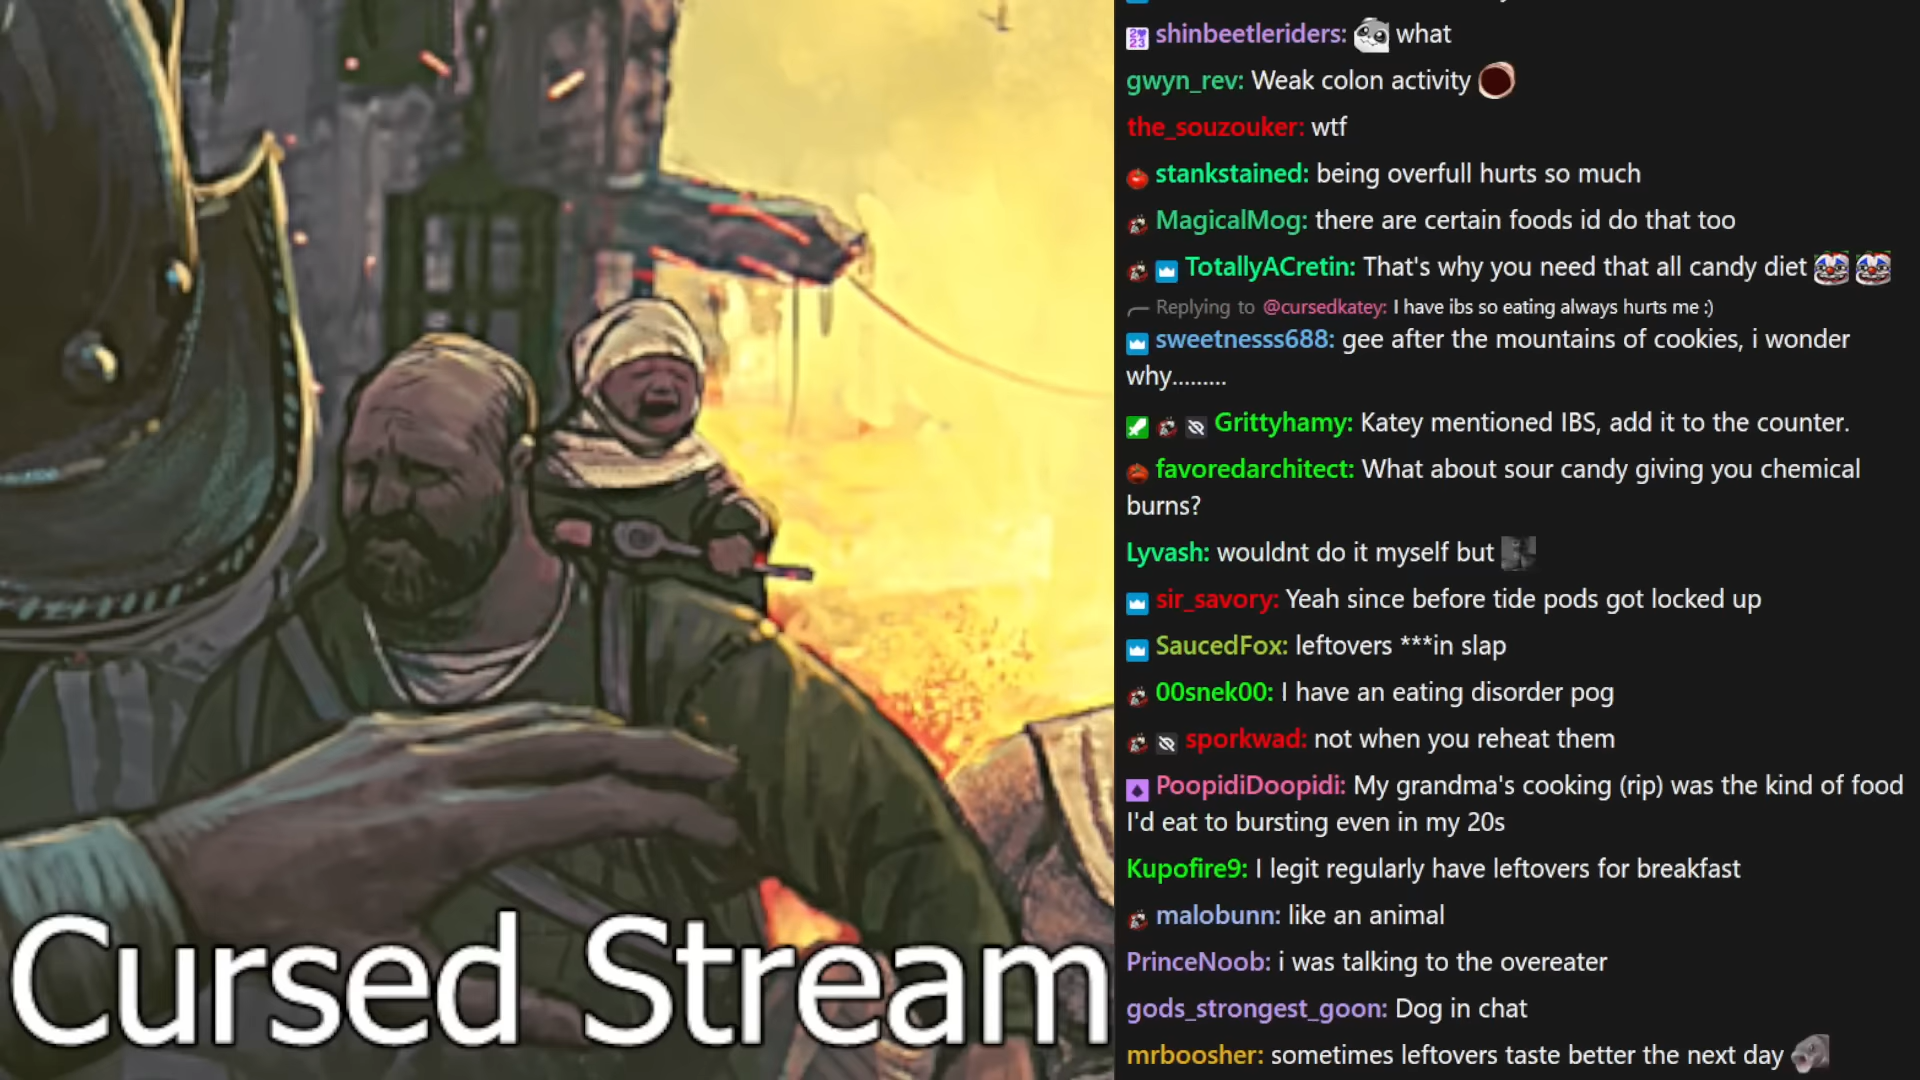 shinbeetleriders: what
gwyn_rev: Weak colon activity
the_souzouker: wtf
stankstained: being overfull hurts so much
MagicalMog: there are certain foods id do that too
TotallyACretin: That's why you need that all candy diet
Replying to @cursedkatey: I have ibs so eating always hurts me :)
sweetnesss688: gee after the mountains of cookies, i wonder
why.........
Grittyhamy: Katey mentioned IBS, add it to the counter.
favoredarchitect: What about sour candy giving you chemical
burns?
Lyvash: wouldnt do it myself but
sir_savory: Yeah since before tide pods got locked up
SaucedFox: leftovers ***in slap
00snek00: I have an eating disorder pog
sporkwad: not when you reheat them
PoopidiDoopidi: My grandma's cooking (rip) was the kind of food
I'd eat to bursting even in my 20s
Kupofire9: I legit regularly have leftovers for breakfast
malobunn: like an animal
PrinceNoob: i was talking to the overeater
gods_strongest_goon: Dog in chat
mrboosher: sometimes leftovers taste better the next day
Cursed Stream